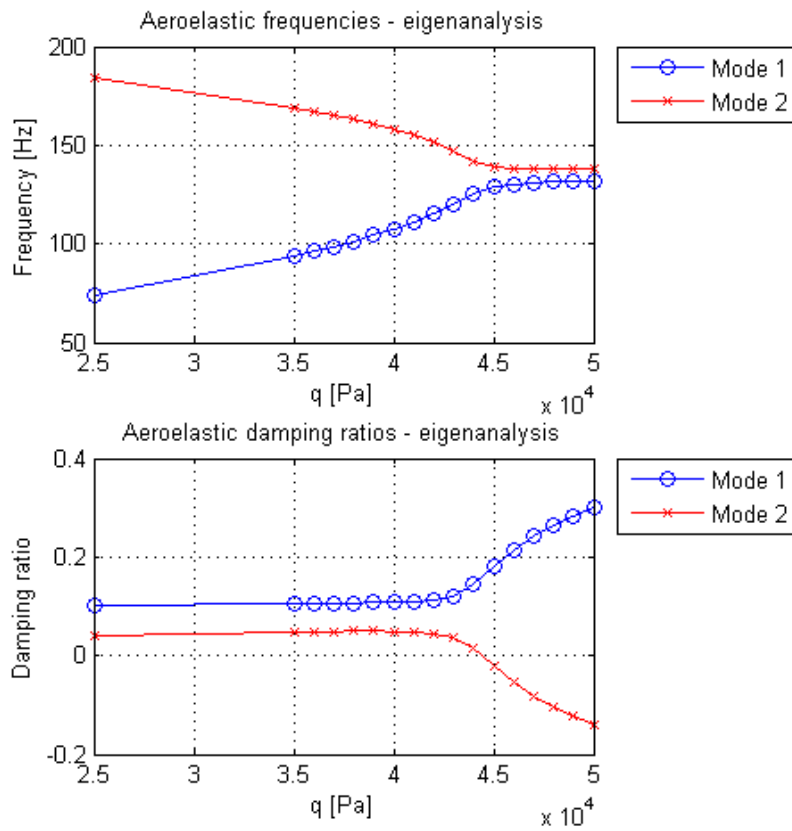 Aeroelastic frequencies - eigenanalysis
200
150
100
50
Frequency [Hz]
2.5 3 3.5 4 4.5 5
q [Pa]
x 10^4
Mode 1
Mode 2
Aeroelastic damping ratios - eigenanalysis
0.4
0.2
0
-0.2
Damping ratio
2.5 3 3.5 4 4.5 5
q [Pa]
x 10^4
Mode 1
Mode 2